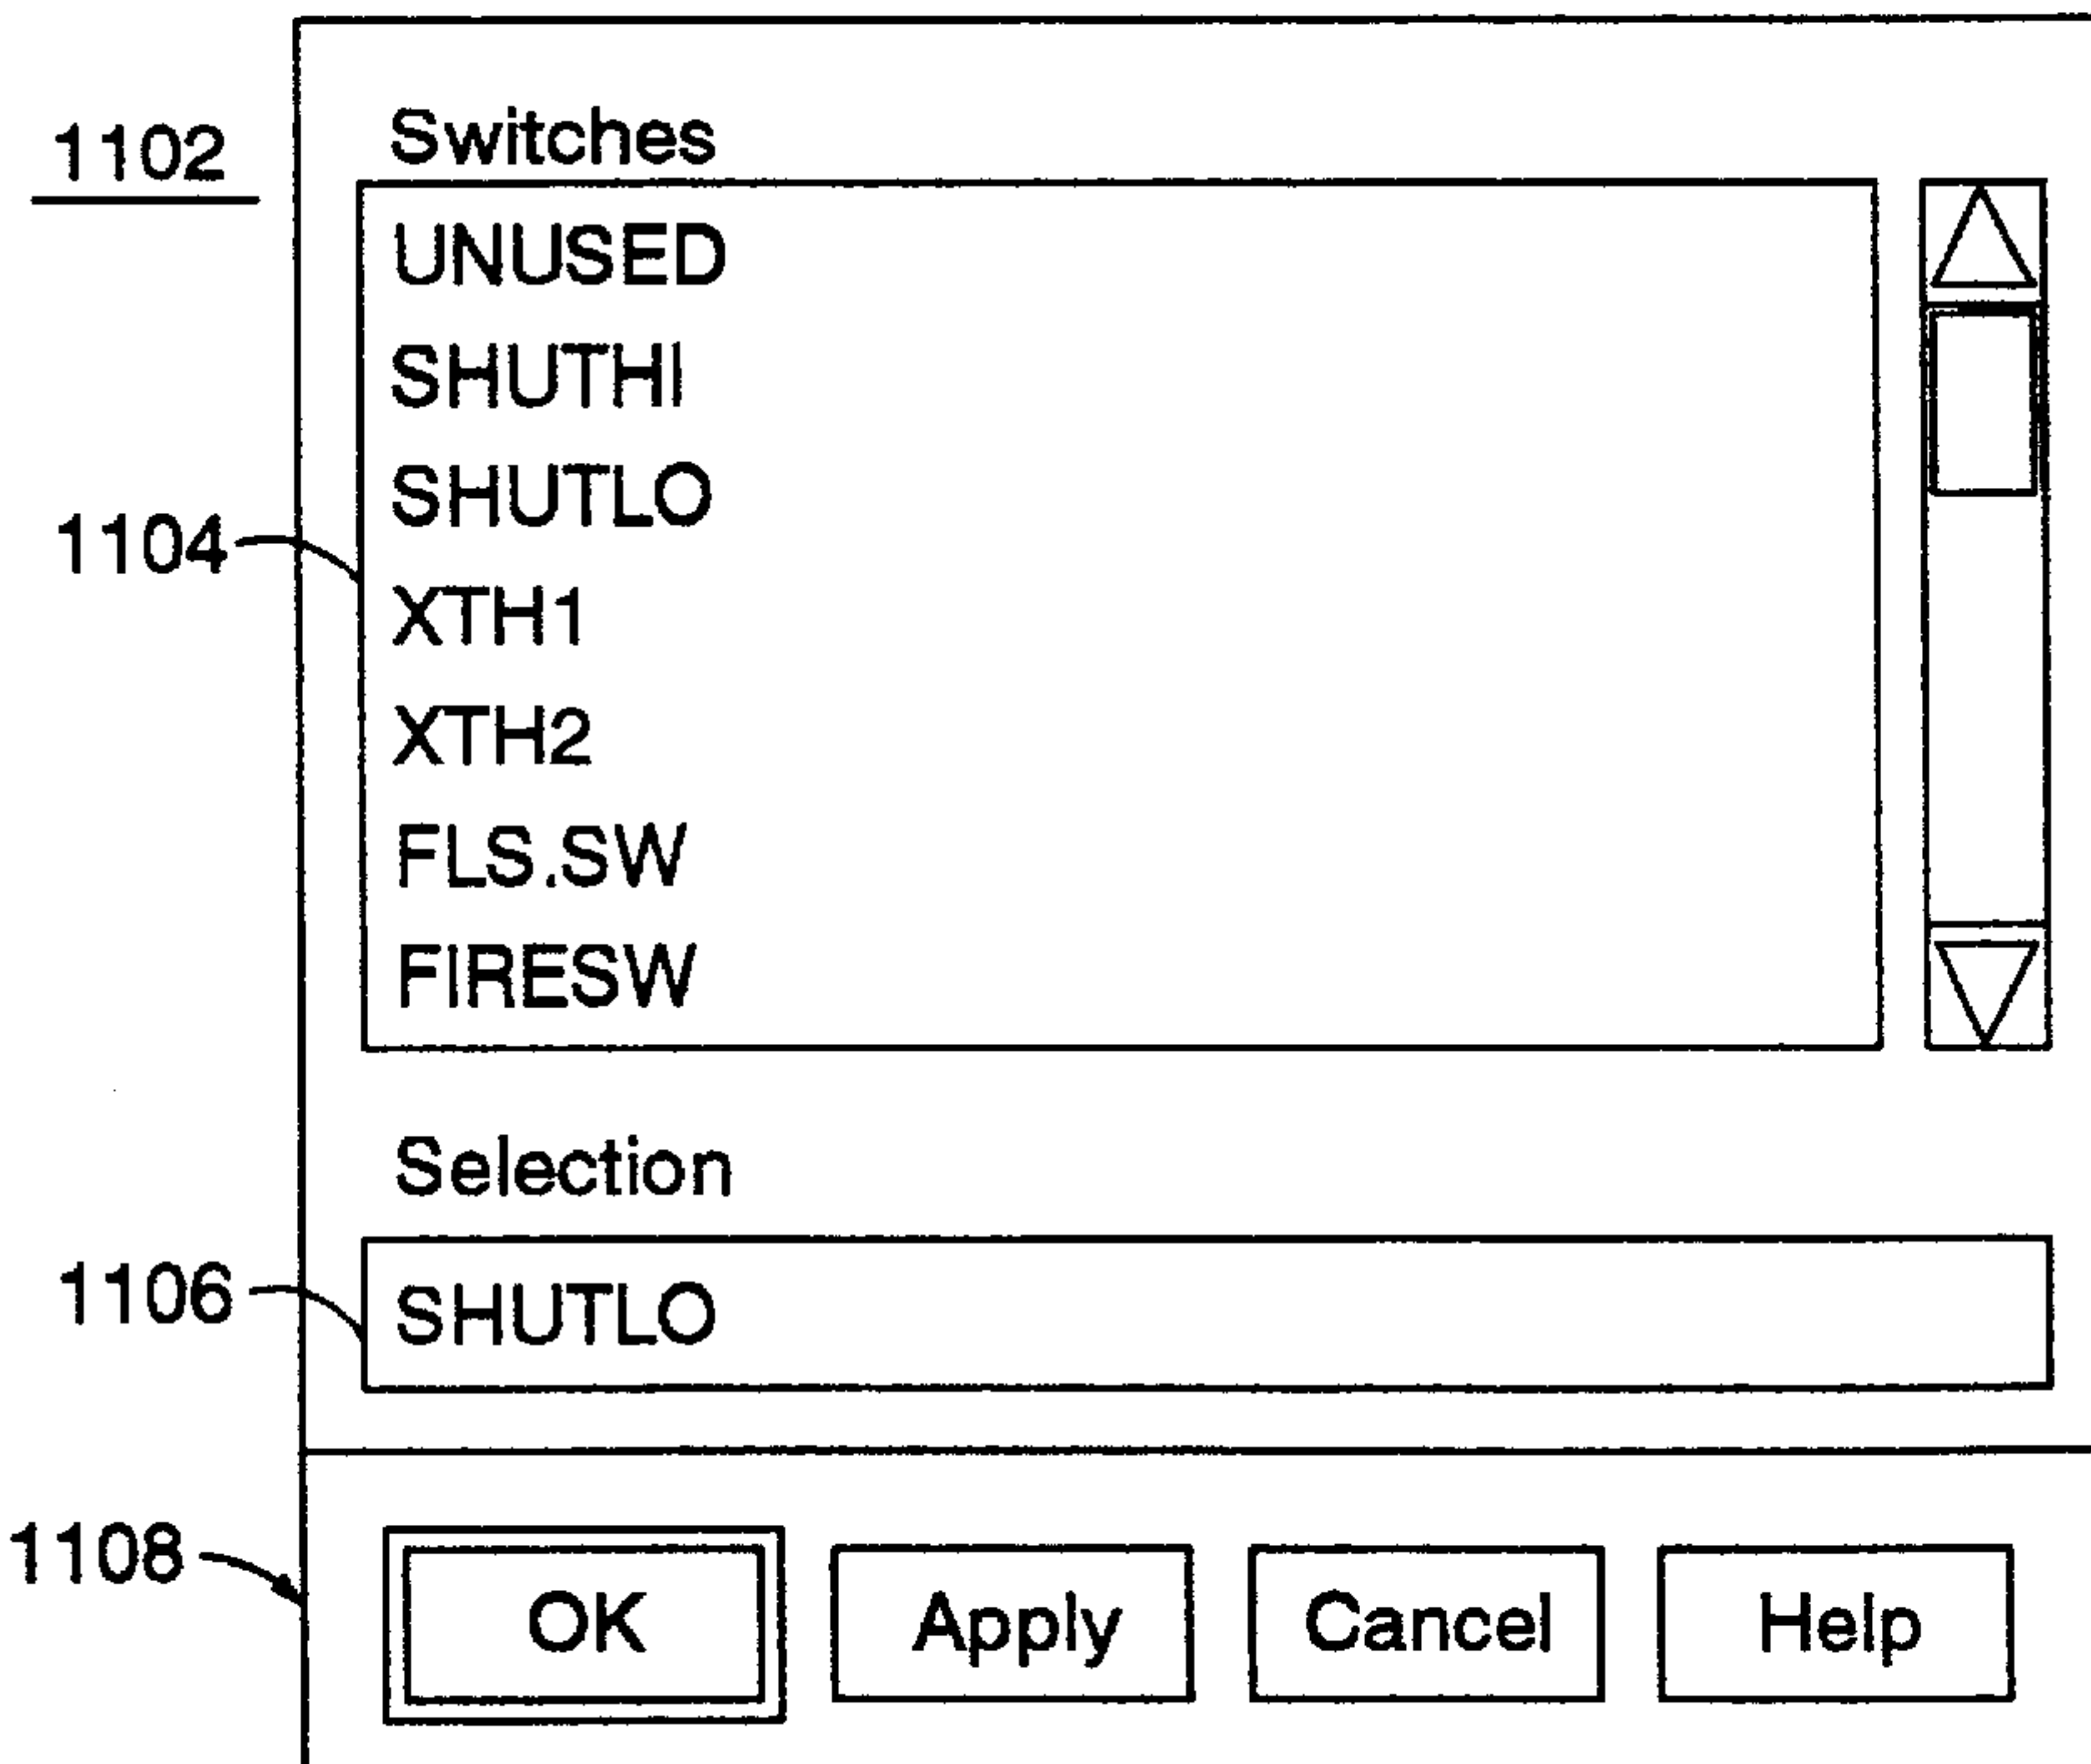 1102
Switches
UNUSED
SHUTHI
SHUTLO
1104
XTH1
XTH2
FLS.SW
FIRESW
Selection
1106
SHUTLO
1108
OK Apply Cancel Help